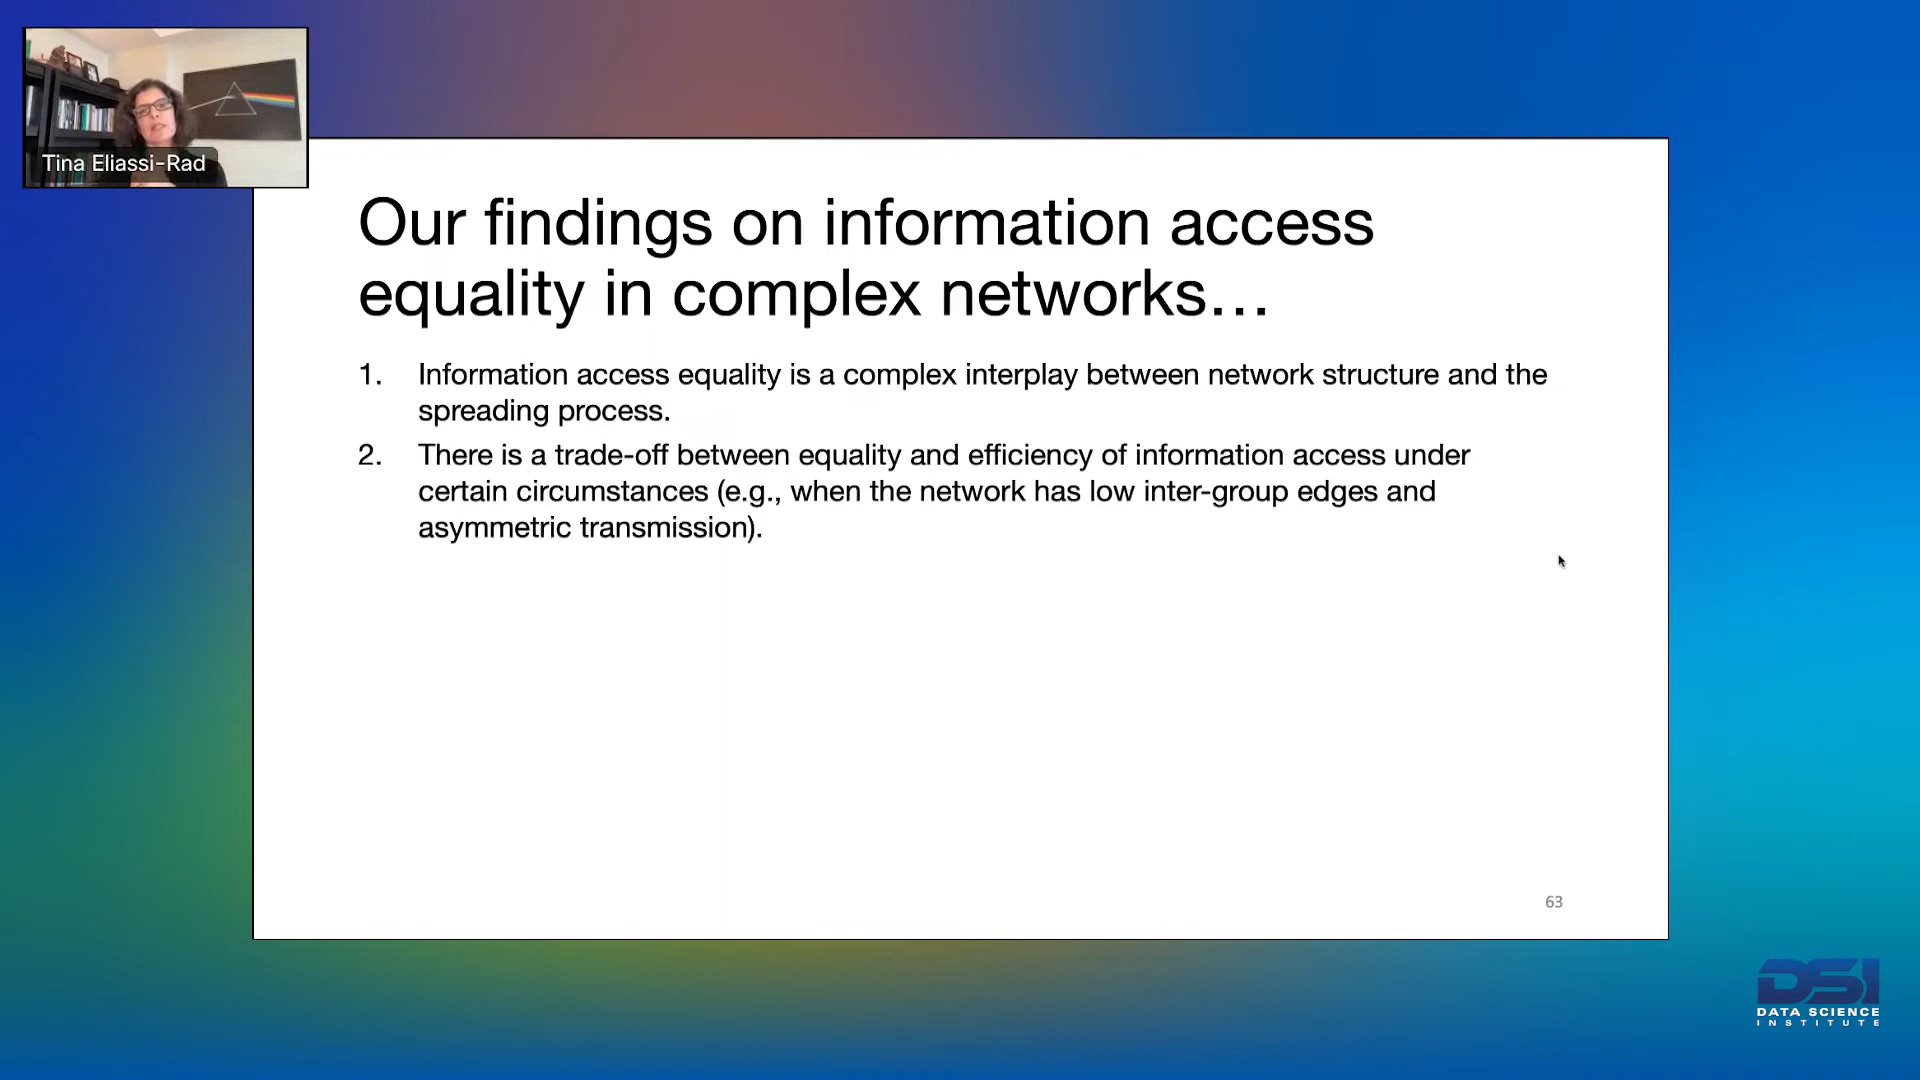 Tina Eliassi-Rad
Our findings on information access
equality in complex networks...
1. Information access equality is a complex interplay between network structure and the
spreading process.
2. There is a trade-off between equality and efficiency of information access under
certain circumstances (e.g., when the network has low inter-group edges and
asymmetric transmission).
63
DSI
DATA SCIENCE
INSTITUTE